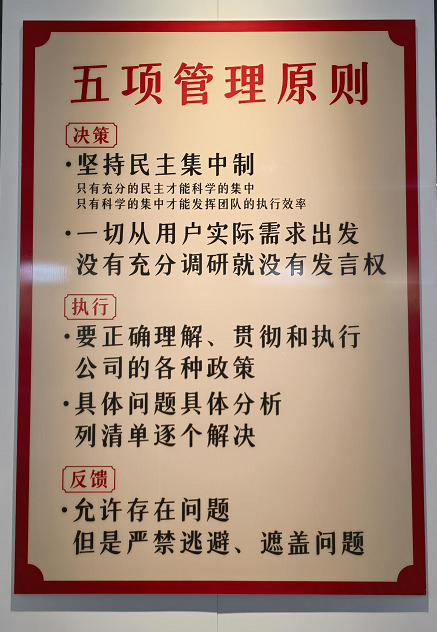 五项管理原则
决策
·坚持民主集中制
只有充分的民主才能科学的集中
只有科学的集中才能发挥团队的执行效率
·一切从用户实际需求出发
没有充分调研就没有发言权
执行
·要正确理解、贯彻和执行
公司的各种政策
·具体问题具体分析
列清单逐个解决
反馈
·允许存在问题
但是严禁逃避、遮盖问题